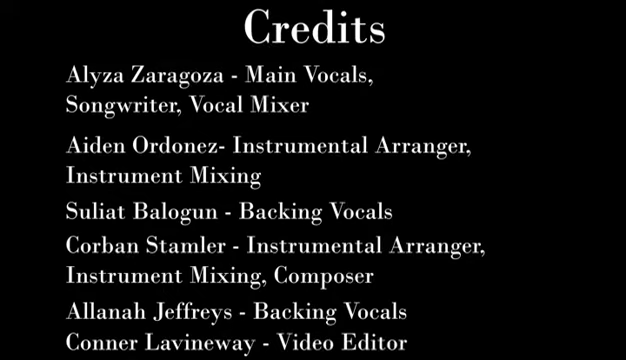 Credits
Alyza Zaragoza - Main Vocals,
Songwriter, Vocal Mixer
Aiden Ordonez- Instrumental Arranger,
Instrument Mixing
Suliat Balogun - Backing Vocals
Corban Stamler - Instrumental Arranger,
Instrument Mixing, Composer
Allanah Jeffreys - Backing Vocals
Conner Lavineway - Video Editor